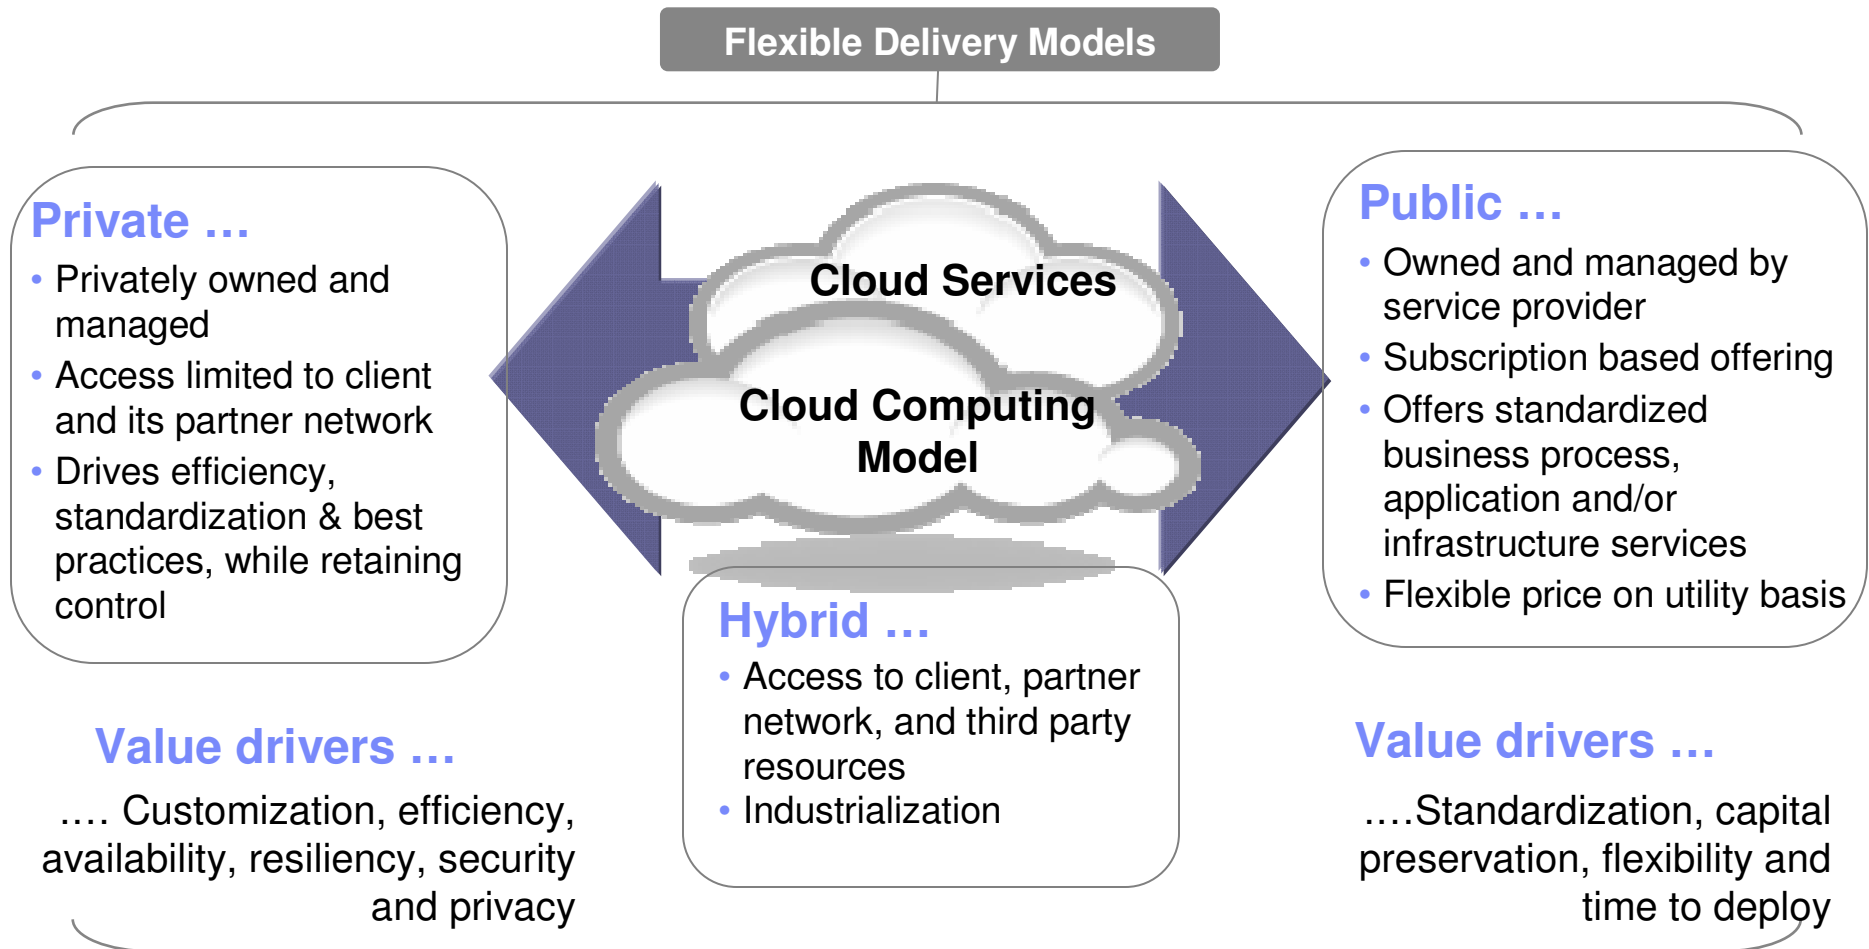 Flexible Delivery Models
Private …
• Privately owned and
managed
• Access limited to client
and its partner network
• Drives efficiency,
standardization & best
practices, while retaining
control
Cloud Services
Cloud Computing
Model
Public …
• Owned and managed by
service provider
• Subscription based offering
• Offers standardized
business process,
application and/or
infrastructure services
• Flexible price on utility basis
Hybrid …
• Access to client, partner
network, and third party
resources
• Industrialization
Value drivers …
…. Customization, efficiency,
availability, resiliency, security
and privacy
Value drivers …
….Standardization, capital
preservation, flexibility and
time to deploy